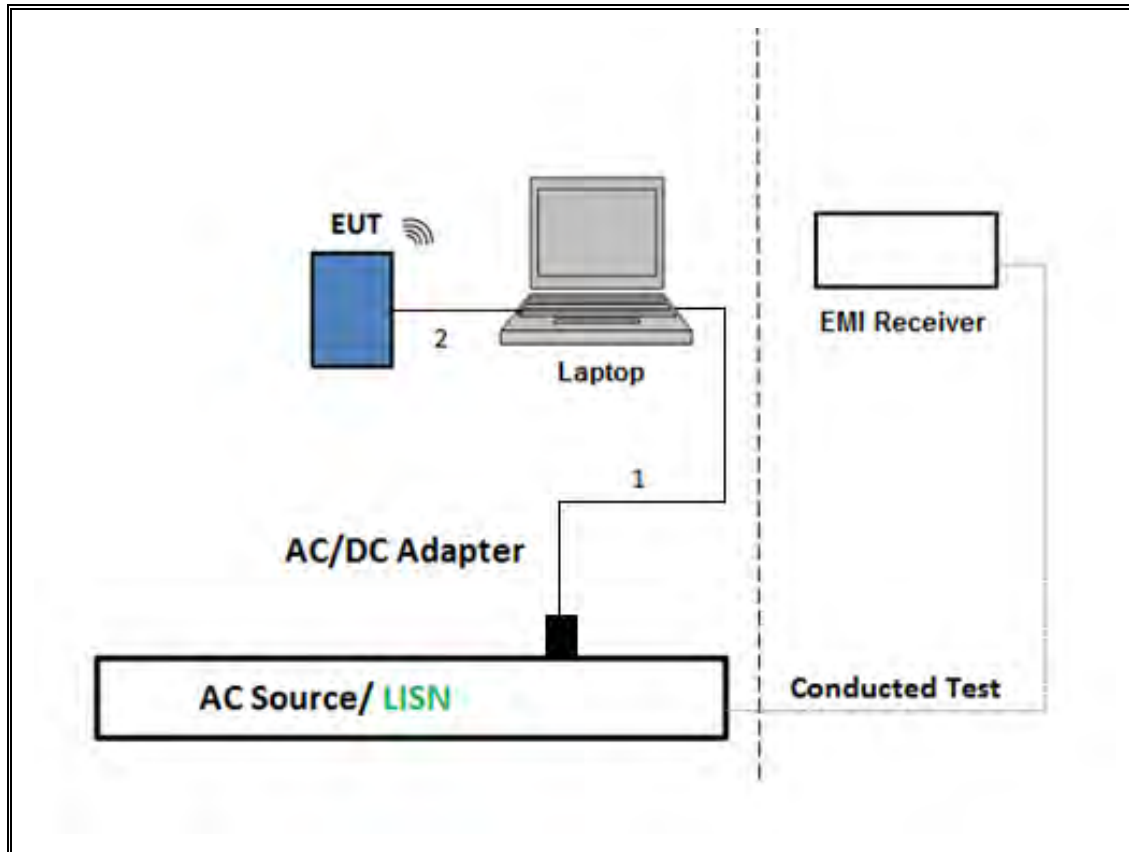 EUT
2
Laptop
EMI Receiver
1
AC/DC Adapter
AC Source/ LISN
Conducted Test